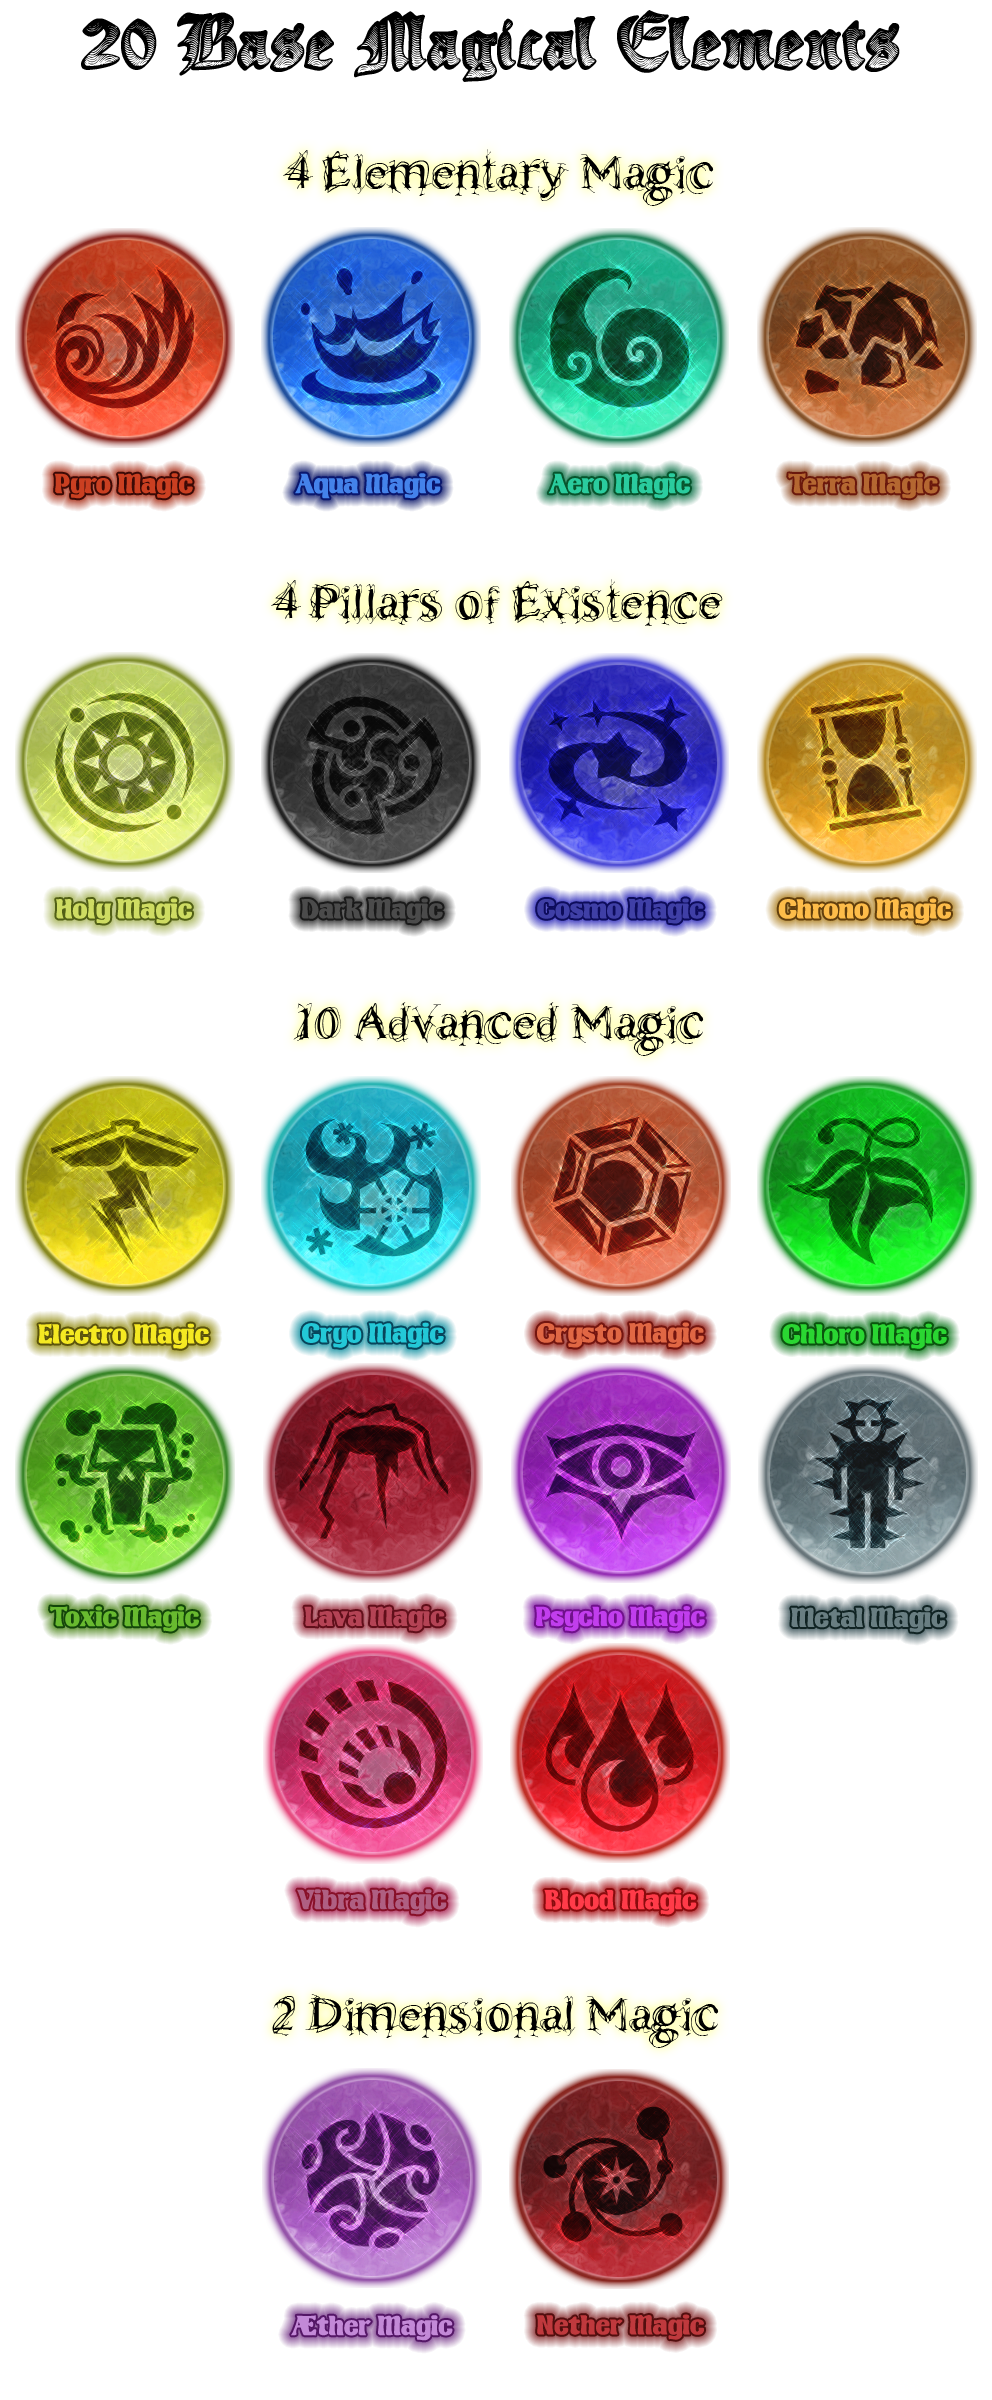 20 Base Magical Elements
4 Elementary Magic
Pyro Magic
Aqua Magic
Aero Magic
Terra Magic
4 Pillars of Existence
Holy Magic
Dark Magic
Cosmo Magic
Chrono Magic
10 Advanced Magic
Electro Magic
Cryo Magic
Crysto Magic
Chloro Magic
Toxic Magic
Lava Magic
Psycho Magic
Metal Magic
Vibra Magic
Blood Magic
2 Dimensional Magic
Æther Magic
Nether Magic